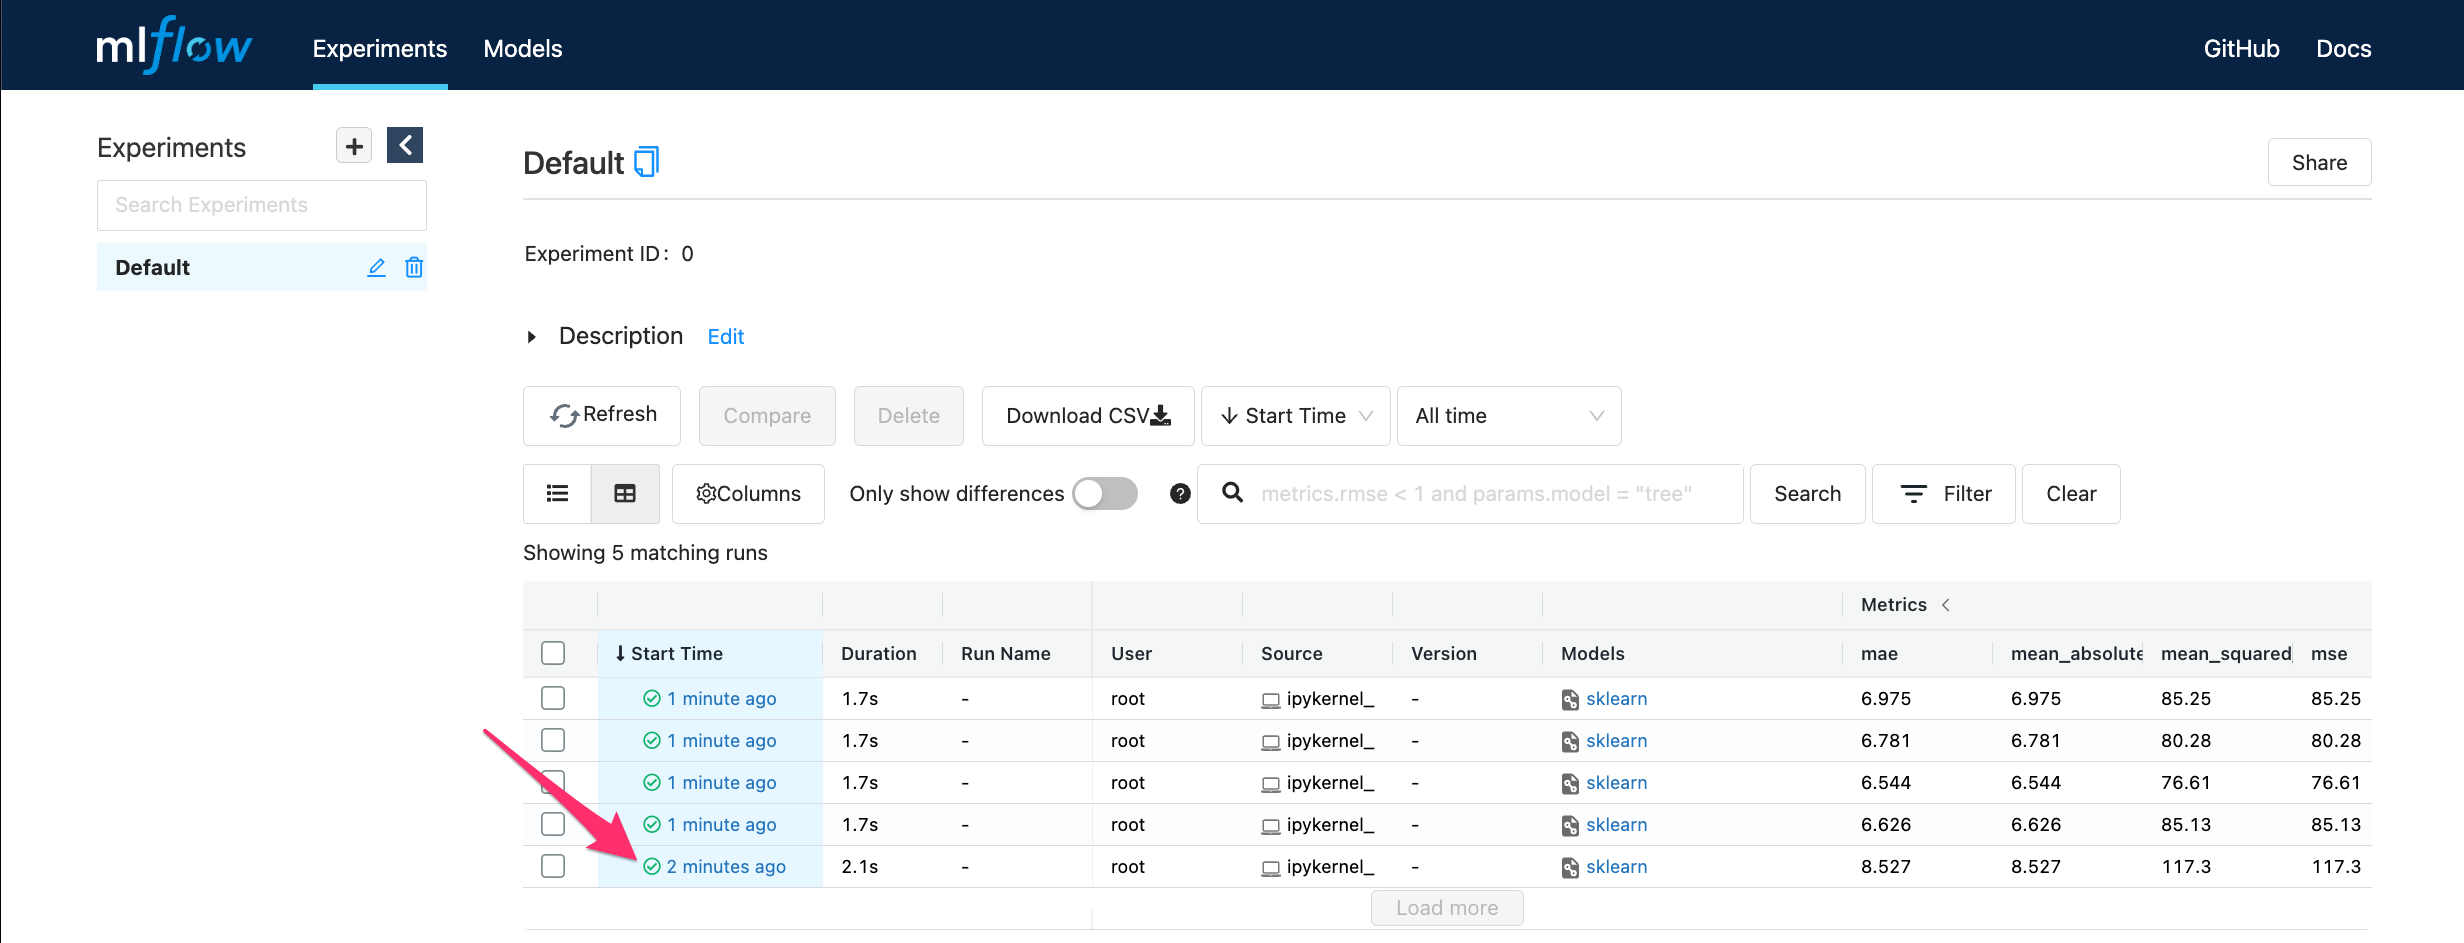 mlflow Experiments Models GitHub Docs
Experiments
Search Experiments
Default
Default Share
Experiment ID: 0
Description Edit
Refresh Compare Delete Download CSV Start Time All time
Columns Only show differences ? metrics.rmse < 1 and params.model = "tree" Search Filter Clear
Showing 5 matching runs
Metrics
Start Time Duration Run Name User Source Version Models mae mean_absolute mean_squared_ mse
1 minute ago 1.7s - root ipykernel_ - sklearn 6.975 6.975 85.25 85.25
1 minute ago 1.7s - root ipykernel_ - sklearn 6.781 6.781 80.28 80.28
1 minute ago 1.7s - root ipykernel_ - sklearn 6.544 6.544 76.61 76.61
1 minute ago 1.7s - root ipykernel_ - sklearn 6.626 6.626 85.13 85.13
2 minutes ago 2.1s - root ipykernel_ - sklearn 8.527 8.527 117.3 117.3
Load more